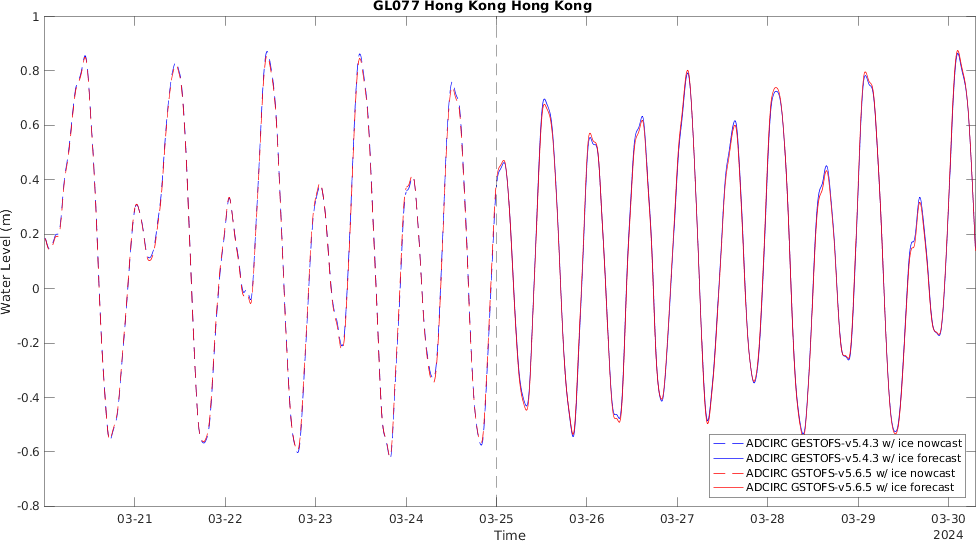 GL077 Hong Kong Hong Kong
1
0.8
0.6
0.4
0.2
0
-0.2
-0.4
-0.6
-0.8
Water Level (m)
ADCIRC GESTOFS-v5.4.3 w/ ice nowcast
ADCIRC GESTOFS-v5.4.3 w/ ice forecast
ADCIRC GSTOFS-v5.6.5 w/ ice nowcast
ADCIRC GSTOFS-v5.6.5 w/ ice forecast
03-21 03-22 03-23 03-24 03-25 03-26 03-27 03-28 03-29 03-30
Time 2024